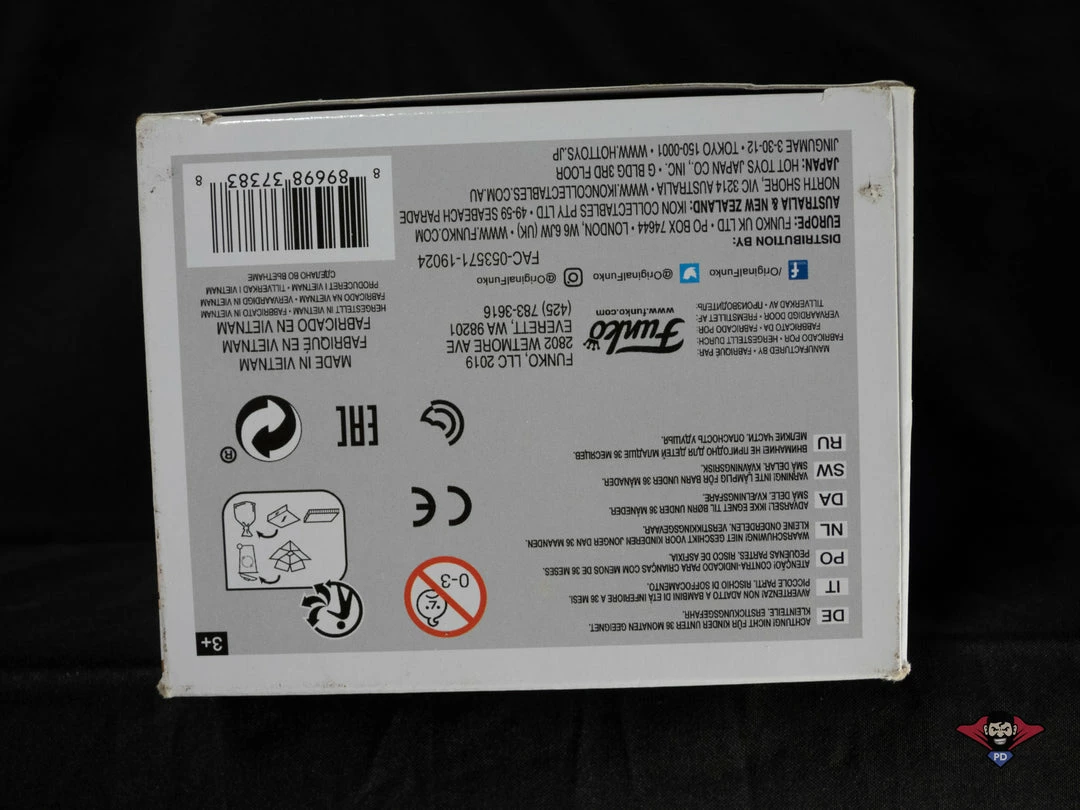 3+
DE
ACHTUNG! NICHT FÜR KINDER UNTER 36 MONATEN GEEIGNET.
KLEINTEILE. ERSTICKUNGSGEFAHR.
IT
AVVERTENZA! NON ADATTO A BAMBINI DI ETÀ INFERIORE A 36 MESI.
PICCOLE PARTI. RISCHIO DI SOFFOCAMENTO.
PO
ATENÇÃO! CONTRA-INDICADO PARA CRIANÇAS COM MENOS DE 36 MESES.
PEQUENAS PARTES. RISCO DE ASFIXIA.
NL
WAARSCHUWING! NIET GESCHIKT VOOR KINDEREN JONGER DAN 36 MAANDEN.
KLEINE ONDERDELEN. VERSTIKKINGSGEVAAR.
DA
ADVARSEL! IKKE EGNET TIL BØRN UNDER 36 MÅNEDER.
SMÅ DELE. KVÆLNINGSFARE.
SW
VARNING! INTE LÄMPLIG FÖR BARN UNDER 36 MÅNADER.
SMÅ DELAR. KVÄVNINGSRISK.
RU
ВНИМАНИЕ! НЕ ПРИГОДНО ДЛЯ ДЕТЕЙ МЛАДШЕ 36 МЕСЯЦЕВ.
МЕЛКИЕ ЧАСТИ. ОПАСНОСТЬ УДУШЬЯ.
0-3
CE
EAC
®
MANUFACTURED BY • FABRIQUÉ PAR:
FABRICADO POR • HERGESTELLT DURCH:
FABBRICATO DA • FABRICADO POR:
VERVAARDIGD DOOR • FREMSTILLET AF:
TILLVERKAD AV • ПРОИЗВОДИТЕЛЬ:
Funko
www.funko.com
FUNKO, LLC 2019
2802 WETMORE AVE
EVERETT, WA 98201
(425) 783-3616
MADE IN VIETNAM
FABRIQUÉ EN VIETNAM
FABRICADO EN VIETNAM
HERGESTELLT IN VIETNAM • FABBRICATO IN VIETNAM
FABRICADO NA VIETNAM • VERVAARDIGD IN VIETNAM
PRODUCERET I VIETNAM • TILLVERKAD I VIETNAM
СДЕЛАНО ВО ВЬЕТНАМЕ
/OriginalFunko
@OriginalFunko
@OriginalFunko
FAC-053571-19024
DISTRIBUTION BY:
EUROPE: FUNKO UK LTD • PO BOX 74644 • LONDON, W6 6JW (UK) • WWW.FUNKO.COM
AUSTRALIA & NEW ZEALAND: IKON COLLECTABLES PTY LTD • 49-59 SEABEACH PARADE
NORTH SHORE, VIC 3214 AUSTRALIA • WWW.IKONCOLLECTABLES.COM.AU
JAPAN: HOT TOYS JAPAN CO, INC. • G BLDG 3RD FLOOR
JINGUMAE 3-30-12 • TOKYO 150-0001 • WWW.HOTTOYS.JP
8 89698 37383 8
PD